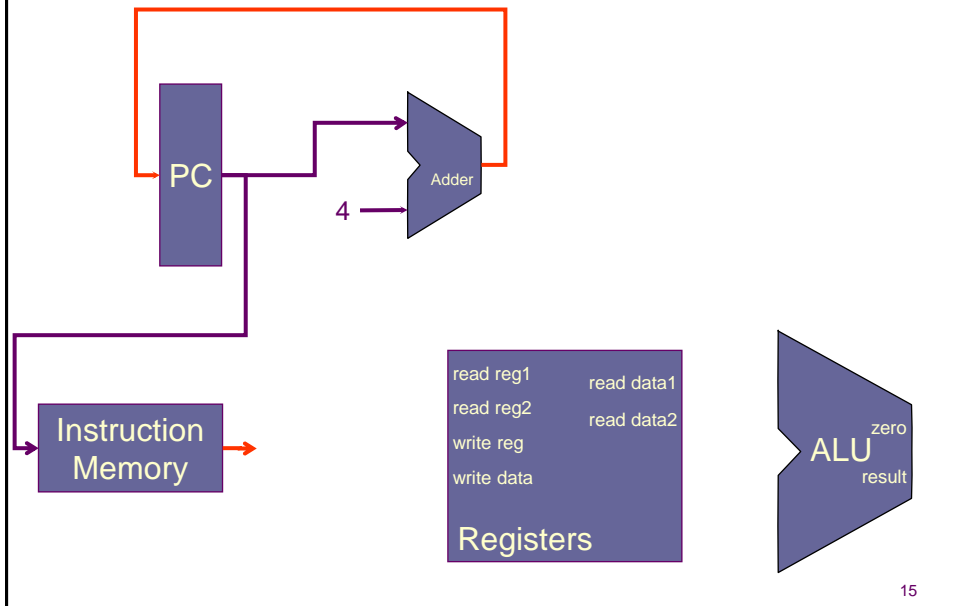 PC
Adder
4
Instruction
Memory
read reg1
read reg2
write reg
write data
read data1
read data2
Registers
ALU
zero
result
15